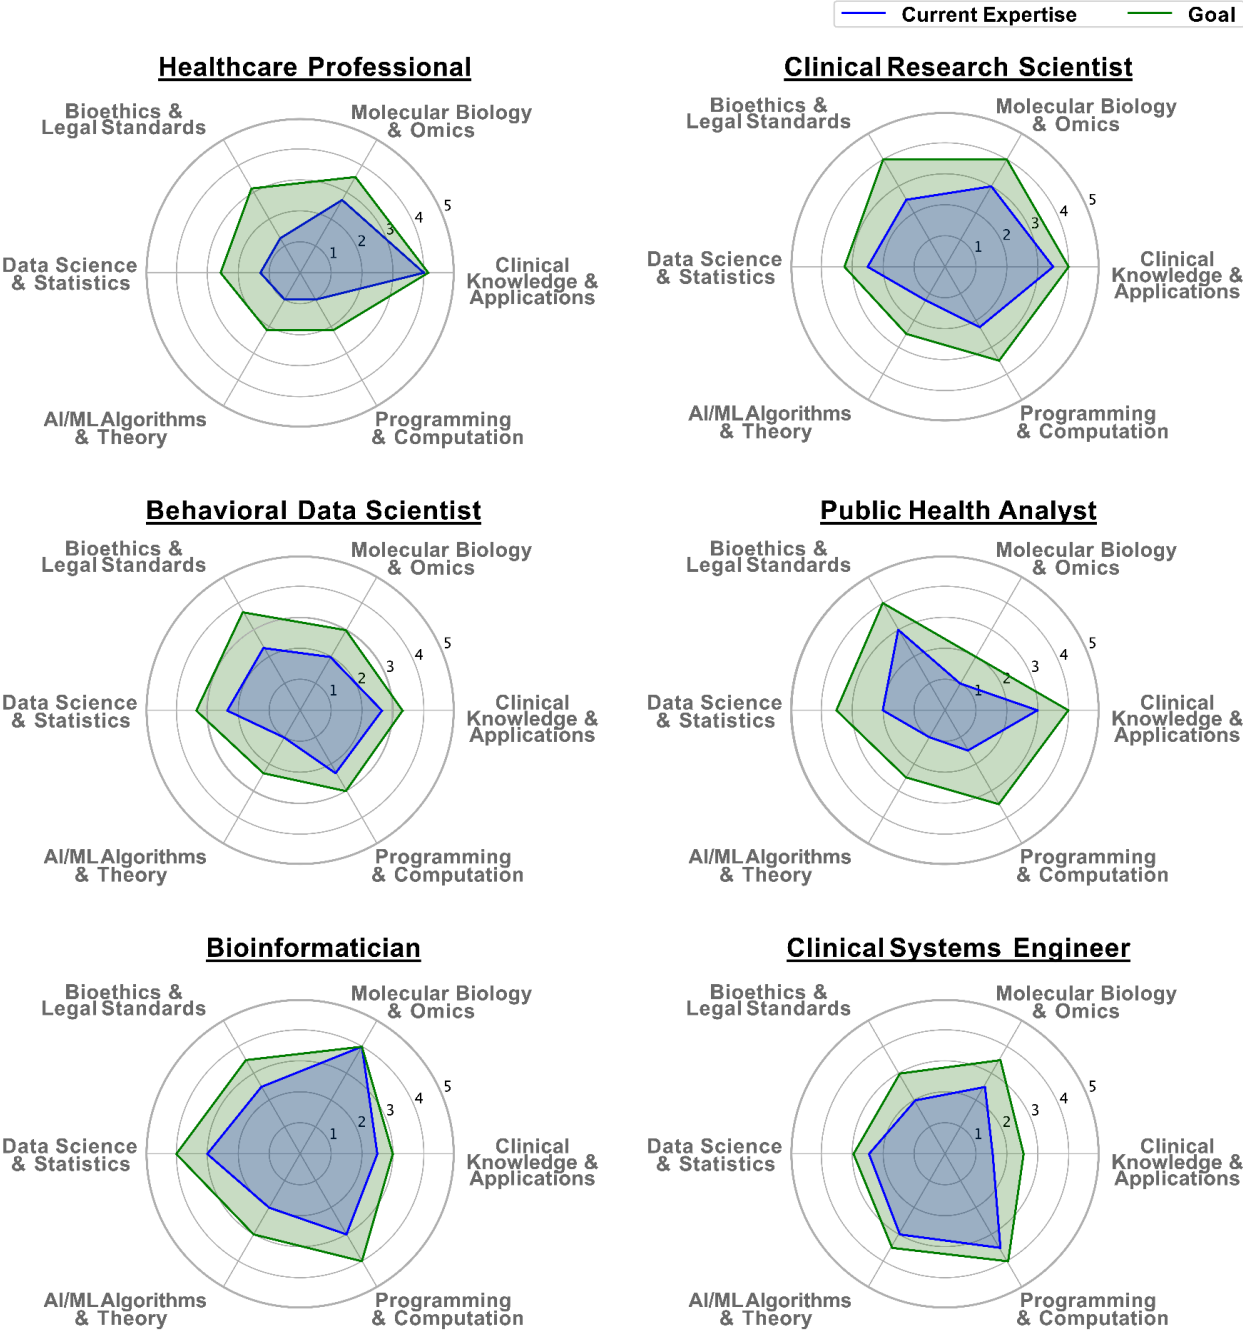 Current Expertise Goal
Healthcare Professional
Bioethics &
Legal Standards
Molecular Biology
& Omics
Data Science
& Statistics
Clinical
Knowledge &
Applications
AI/ML Algorithms
& Theory
Programming
& Computation
1
2
3
4
5
Clinical Research Scientist
Bioethics &
Legal Standards
Molecular Biology
& Omics
Data Science
& Statistics
Clinical
Knowledge &
Applications
AI/ML Algorithms
& Theory
Programming
& Computation
1
2
3
4
5
Behavioral Data Scientist
Bioethics &
Legal Standards
Molecular Biology
& Omics
Data Science
& Statistics
Clinical
Knowledge &
Applications
AI/ML Algorithms
& Theory
Programming
& Computation
1
2
3
4
5
Public Health Analyst
Bioethics &
Legal Standards
Molecular Biology
& Omics
Data Science
& Statistics
Clinical
Knowledge &
Applications
AI/ML Algorithms
& Theory
Programming
& Computation
1
2
3
4
5
Bioinformatician
Bioethics &
Legal Standards
Molecular Biology
& Omics
Data Science
& Statistics
Clinical
Knowledge &
Applications
AI/ML Algorithms
& Theory
Programming
& Computation
1
2
3
4
5
Clinical Systems Engineer
Bioethics &
Legal Standards
Molecular Biology
& Omics
Data Science
& Statistics
Clinical
Knowledge &
Applications
AI/ML Algorithms
& Theory
Programming
& Computation
1
2
3
4
5